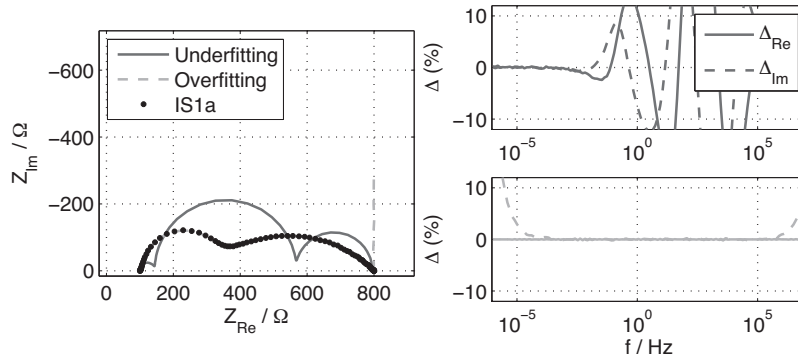 −600
−400
−200
0
0
200
400
600
800
Z_Im / Ω
Z_Re / Ω
Underfitting
Overfitting
IS1a
10
0
−10
Δ (%)
10^−5
10^0
10^5
Δ_Re
Δ_Im
10
0
−10
Δ (%)
10^−5
10^0
10^5
f / Hz